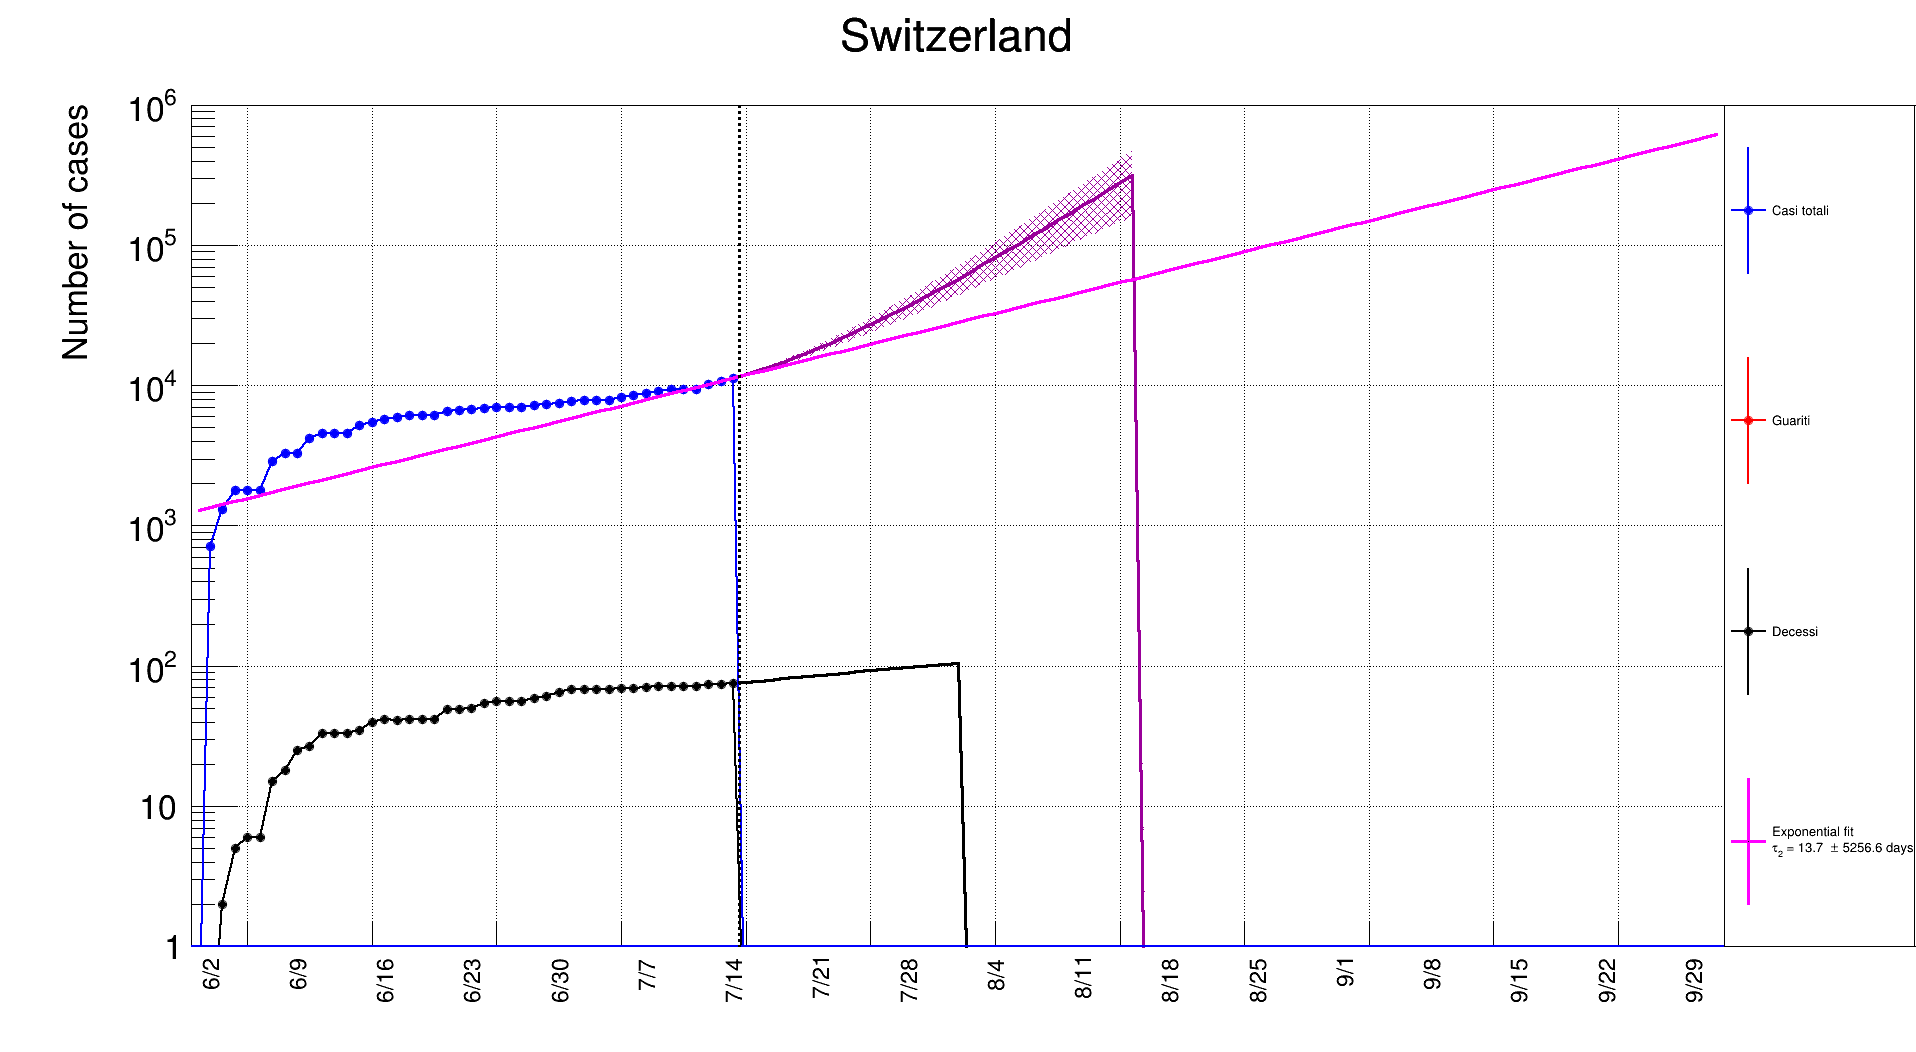 Switzerland
Number of cases
10^6
10^5
10^4
10^3
10^2
10
1
6/2 6/9 6/16 6/23 6/30 7/7 7/14 7/21 7/28 8/4 8/11 8/18 8/25 9/1 9/8 9/15 9/22 9/29
Casi totali
Guariti
Decessi
Exponential fit
τ_2 = 13.7 ± 5256.6 days